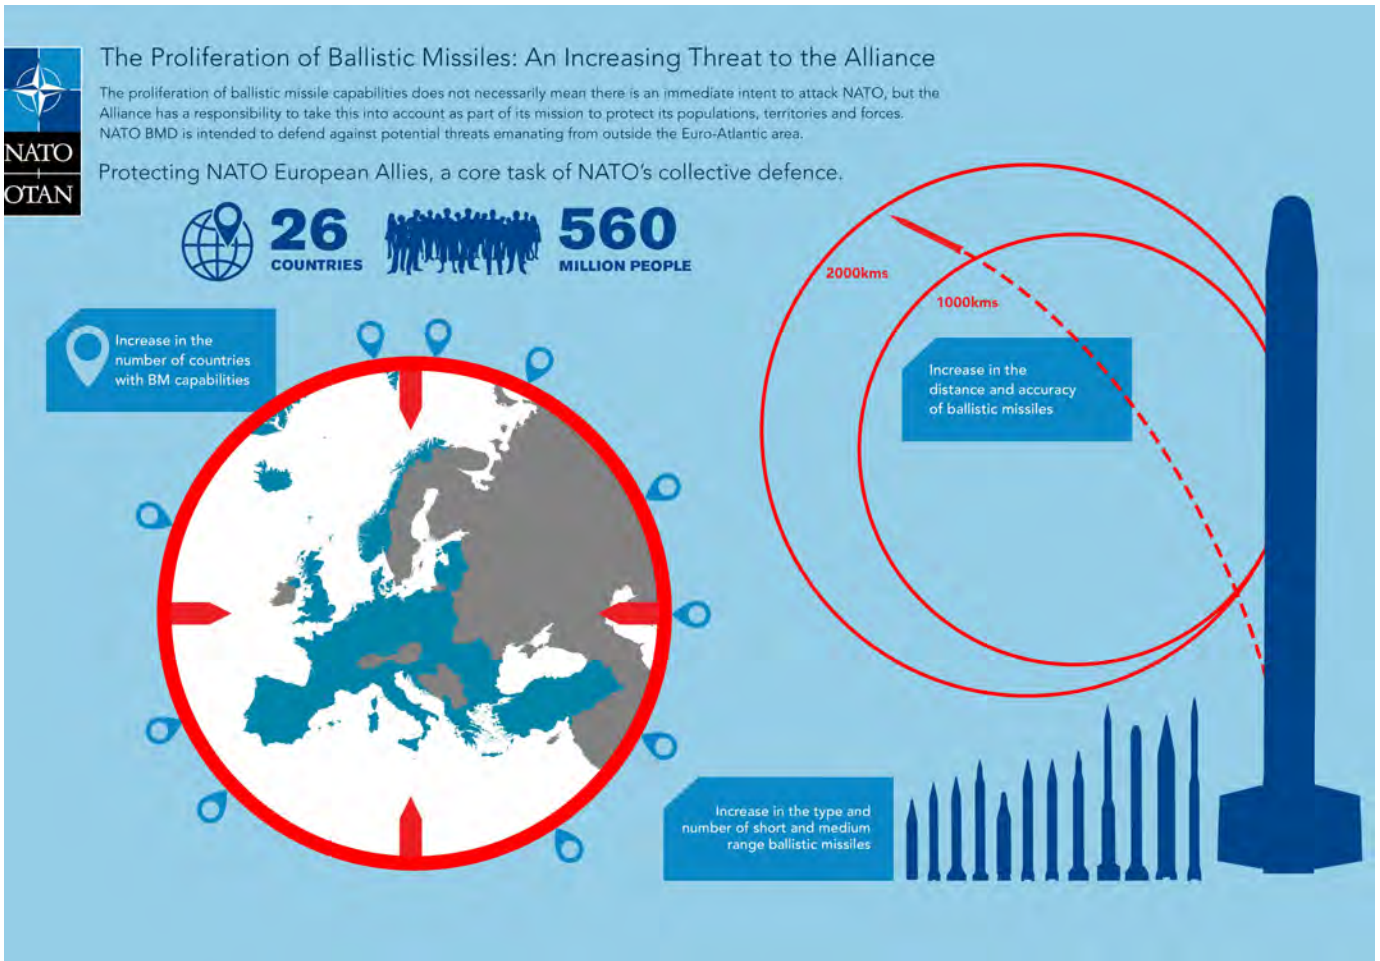 The Proliferation of Ballistic Missiles: An Increasing Threat to the Alliance
The proliferation of ballistic missile capabilities does not necessarily mean there is an immediate intent to attack NATO, but the
Alliance has a responsibility to take this into account as part of its mission to protect its populations, territories and forces.
NATO BMD is intended to defend against potential threats emanating from outside the Euro-Atlantic area.
NATO
OTAN
Protecting NATO European Allies, a core task of NATO's collective defence.
26
COUNTRIES
560
MILLION PEOPLE
Increase in the
number of countries
with BM capabilities
2000kms
1000kms
Increase in the
distance and accuracy
of ballistic missiles
Increase in the type and
number of short and medium
range ballistic missiles